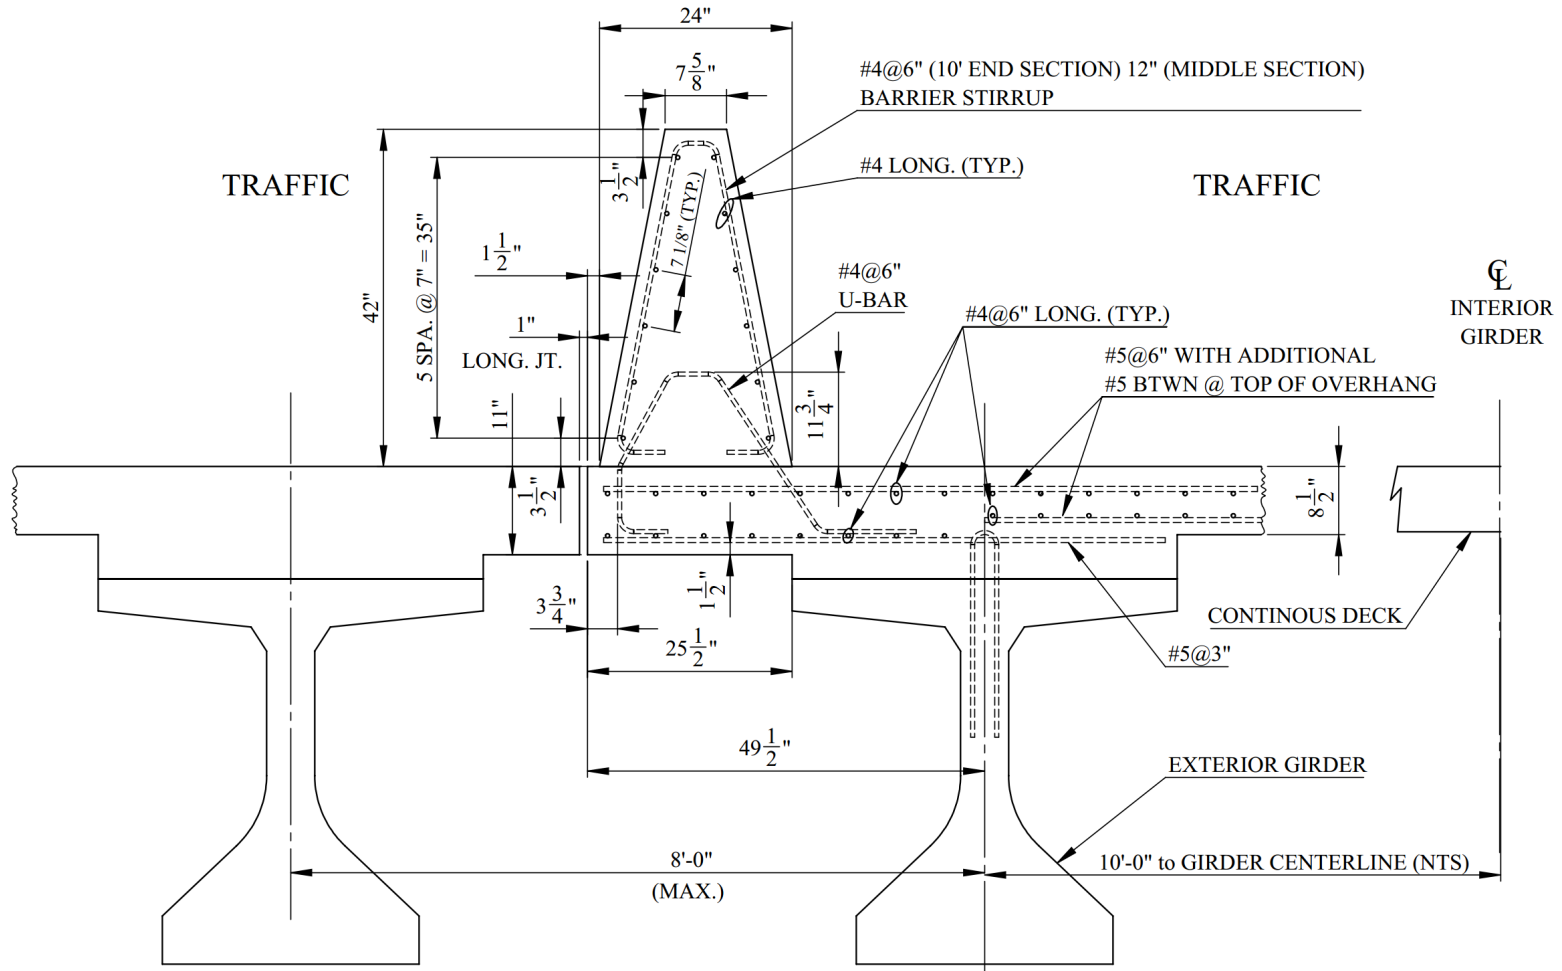 24"
7 5/8"
#4@6" (10' END SECTION) 12" (MIDDLE SECTION)
BARRIER STIRRUP
#4 LONG. (TYP.)
TRAFFIC
TRAFFIC
3 1/2"
7 1/8" (TYP.)
5 SPA. @ 7" = 35"
42"
1 1/2"
#4@6"
U-BAR
℄
INTERIOR
GIRDER
1"
LONG. JT.
#4@6" LONG. (TYP.)
#5@6" WITH ADDITIONAL
#5 BTWN @ TOP OF OVERHANG
11"
11 3/4"
3 1/2"
8 1/2"
3 3/4"
1 1/2"
CONTINOUS DECK
25 1/2"
#5@3"
49 1/2"
EXTERIOR GIRDER
8'-0"
(MAX.)
10'-0" to GIRDER CENTERLINE (NTS)